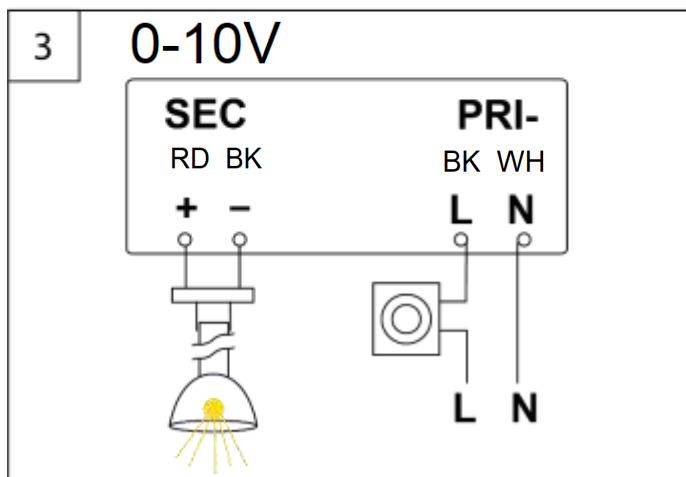 3 0-10V
SEC PRI-
RD BK BK WH
+ − L N
L N